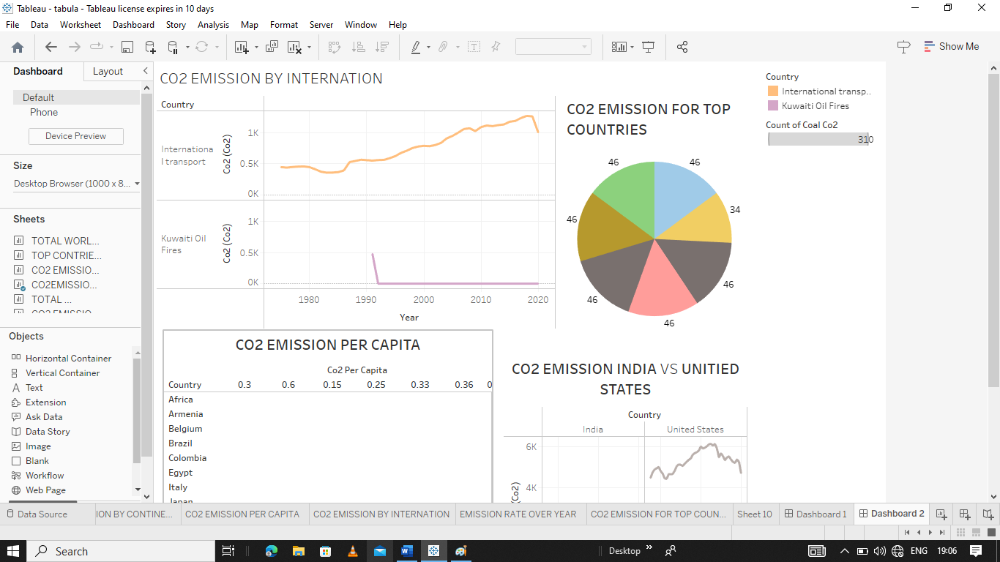 Tableau - tabula - Tableau license expires in 10 days
File Data Worksheet Dashboard Story Analysis Map Format Server Window Help
Show Me
Dashboard Layout
Default
Phone
Device Preview
Size
Desktop Browser (1000 x 8...
Sheets
TOTAL WORL...
TOP CONTRIE...
CO2 EMISSIO...
CO2EMISSIO...
TOTAL ...
CO2 EMISSIO
Objects
Horizontal Container
Vertical Container
Text
Extension
Ask Data
Data Story
Image
Blank
Workflow
Web Page
CO2 EMISSION BY INTERNATION
Country
Internationa
l transport
Co2 (Co2)
1K
0.5K
0K
Kuwaiti Oil
Fires
Co2 (Co2)
1K
0.5K
0K
1980 1990 2000 2010 2020
Year
CO2 EMISSION FOR TOP
COUNTRIES
46 46
34
46
46
46
46
Country
International transp..
Kuwaiti Oil Fires
Count of Coal Co2
310
CO2 EMISSION PER CAPITA
Co2 Per Capita
Country 0.3 0.6 0.15 0.25 0.33 0.36 0
Africa
Armenia
Belgium
Brazil
Colombia
Egypt
Italy
Japan
CO2 EMISSION INDIA VS UNITIED
STATES
Country
India United States
6K
4K
(Co2)
Data Source ION BY CONTINE... CO2 EMISSION PER CAPITA CO2 EMISSION BY INTERNATION EMISSION RATE OVER YEAR CO2 EMISSION FOR TOP COUN... Sheet 10 Dashboard 1 Dashboard 2
Search Desktop ENG 19:06